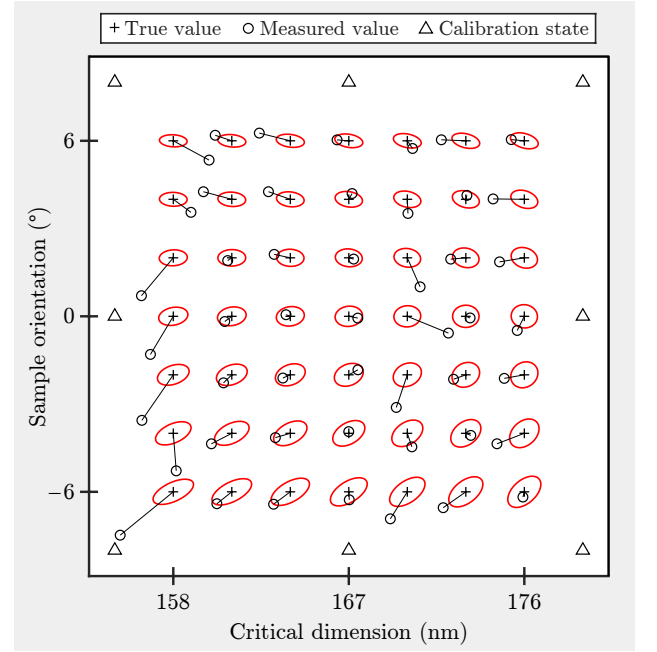 True value Measured value Calibration state
6
0
−6
Sample orientation (°)
158 167 176
Critical dimension (nm)